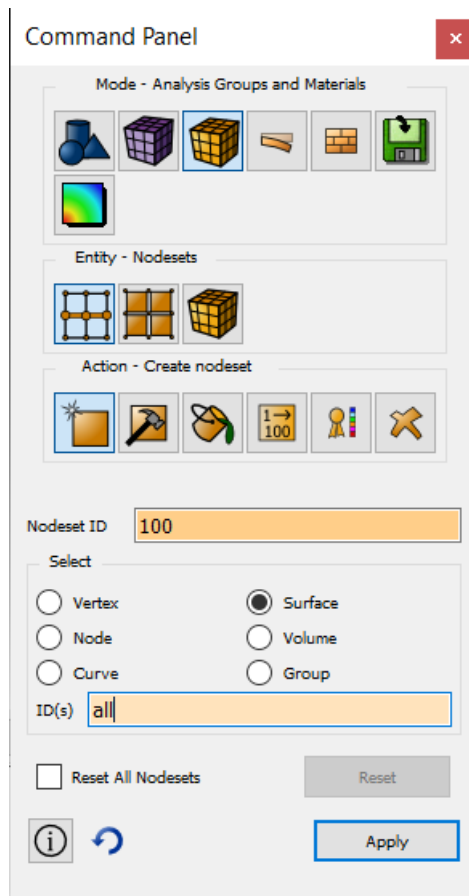 Command Panel
Mode - Analysis Groups and Materials
Entity - Nodesets
Action - Create nodeset
1→
100
Nodeset ID 100
Select
Vertex Surface
Node Volume
Curve Group
ID(s) all
Reset All Nodesets Reset
Apply